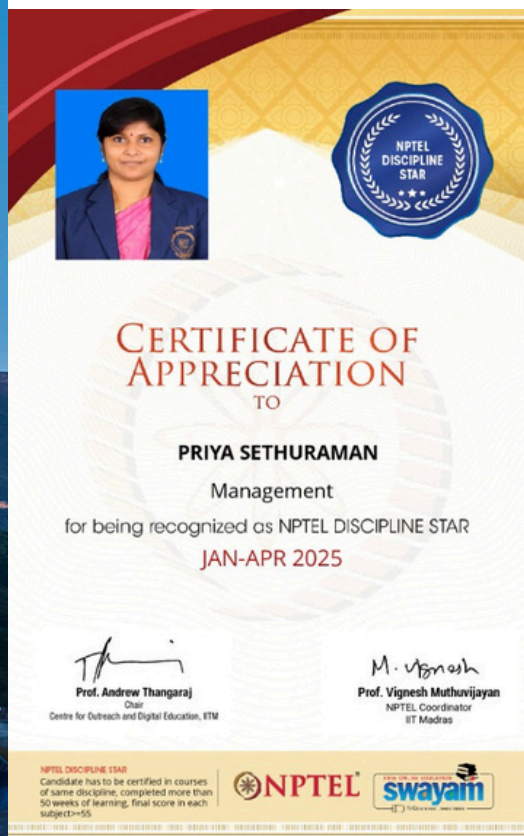 NPTEL
DISCIPLINE
STAR
CERTIFICATE OF
APPRECIATION
TO
PRIYA SETHURAMAN
Management
for being recognized as NPTEL DISCIPLINE STAR
JAN-APR 2025
M. Vignesh
Prof. Andrew Thangaraj
Chair
Centre for Outreach and Digital Education, IITM
Prof. Vignesh Muthuvijayan
NPTEL Coordinator
IIT Madras
NPTEL DISCIPLINE STAR
Candidate has to be certified in courses
of same discipline, completed more than
50 weeks of learning, final score in each
subject>=55
NPTEL
swayam